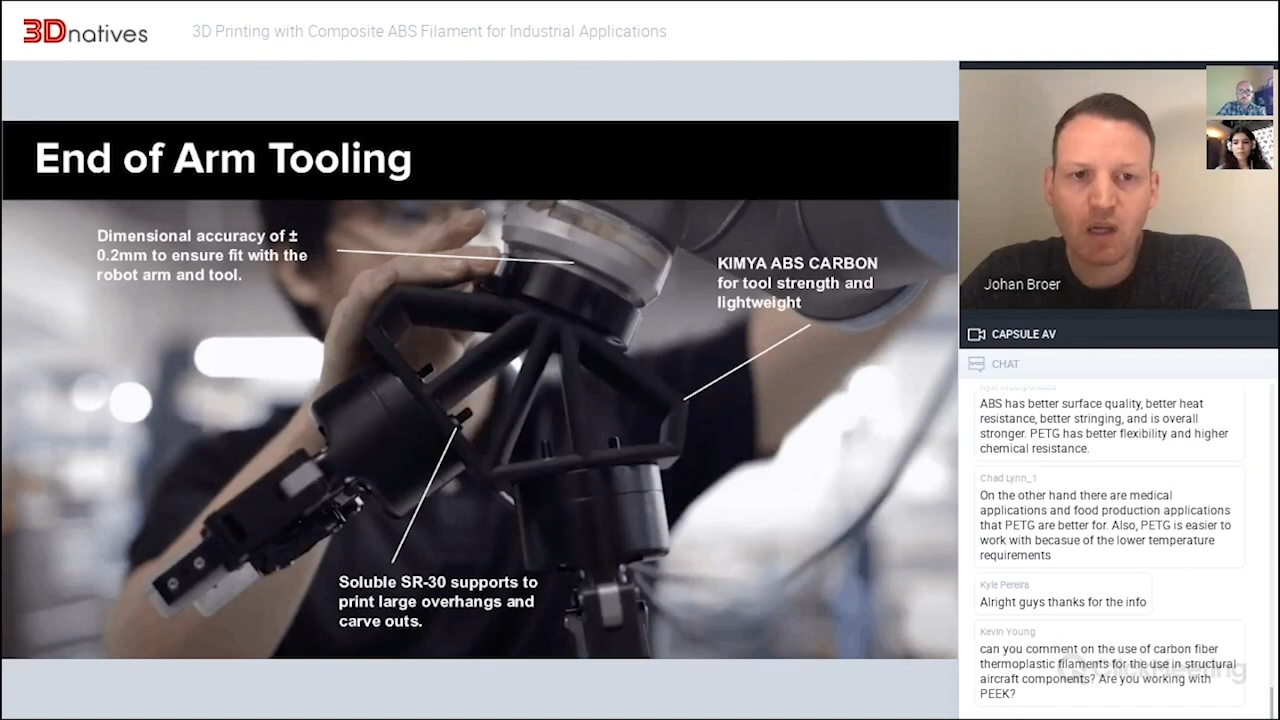 3Dnatives
3D Printing with Composite ABS Filament for Industrial Applications
End of Arm Tooling
Dimensional accuracy of ±
0.2mm to ensure fit with the
robot arm and tool.
KIMYA ABS CARBON
for tool strength and
lightweight
Soluble SR-30 supports to
print large overhangs and
carve outs.
Johan Broer
CAPSULE AV
CHAT
ABS has better surface quality, better heat
resistance, better stringing, and is overall
stronger. PETG has better flexibility and higher
chemical resistance.
Chad Lynn_1
On the other hand there are medical
applications and food production applications
that PETG are better for. Also, PETG is easier to
work with becasue of the lower temperature
requirements
Kyle Pereira
Alright guys thanks for the info
Kevin Young
can you comment on the use of carbon fiber
thermoplastic filaments for the use in structural
aircraft components? Are you working with
PEEK?